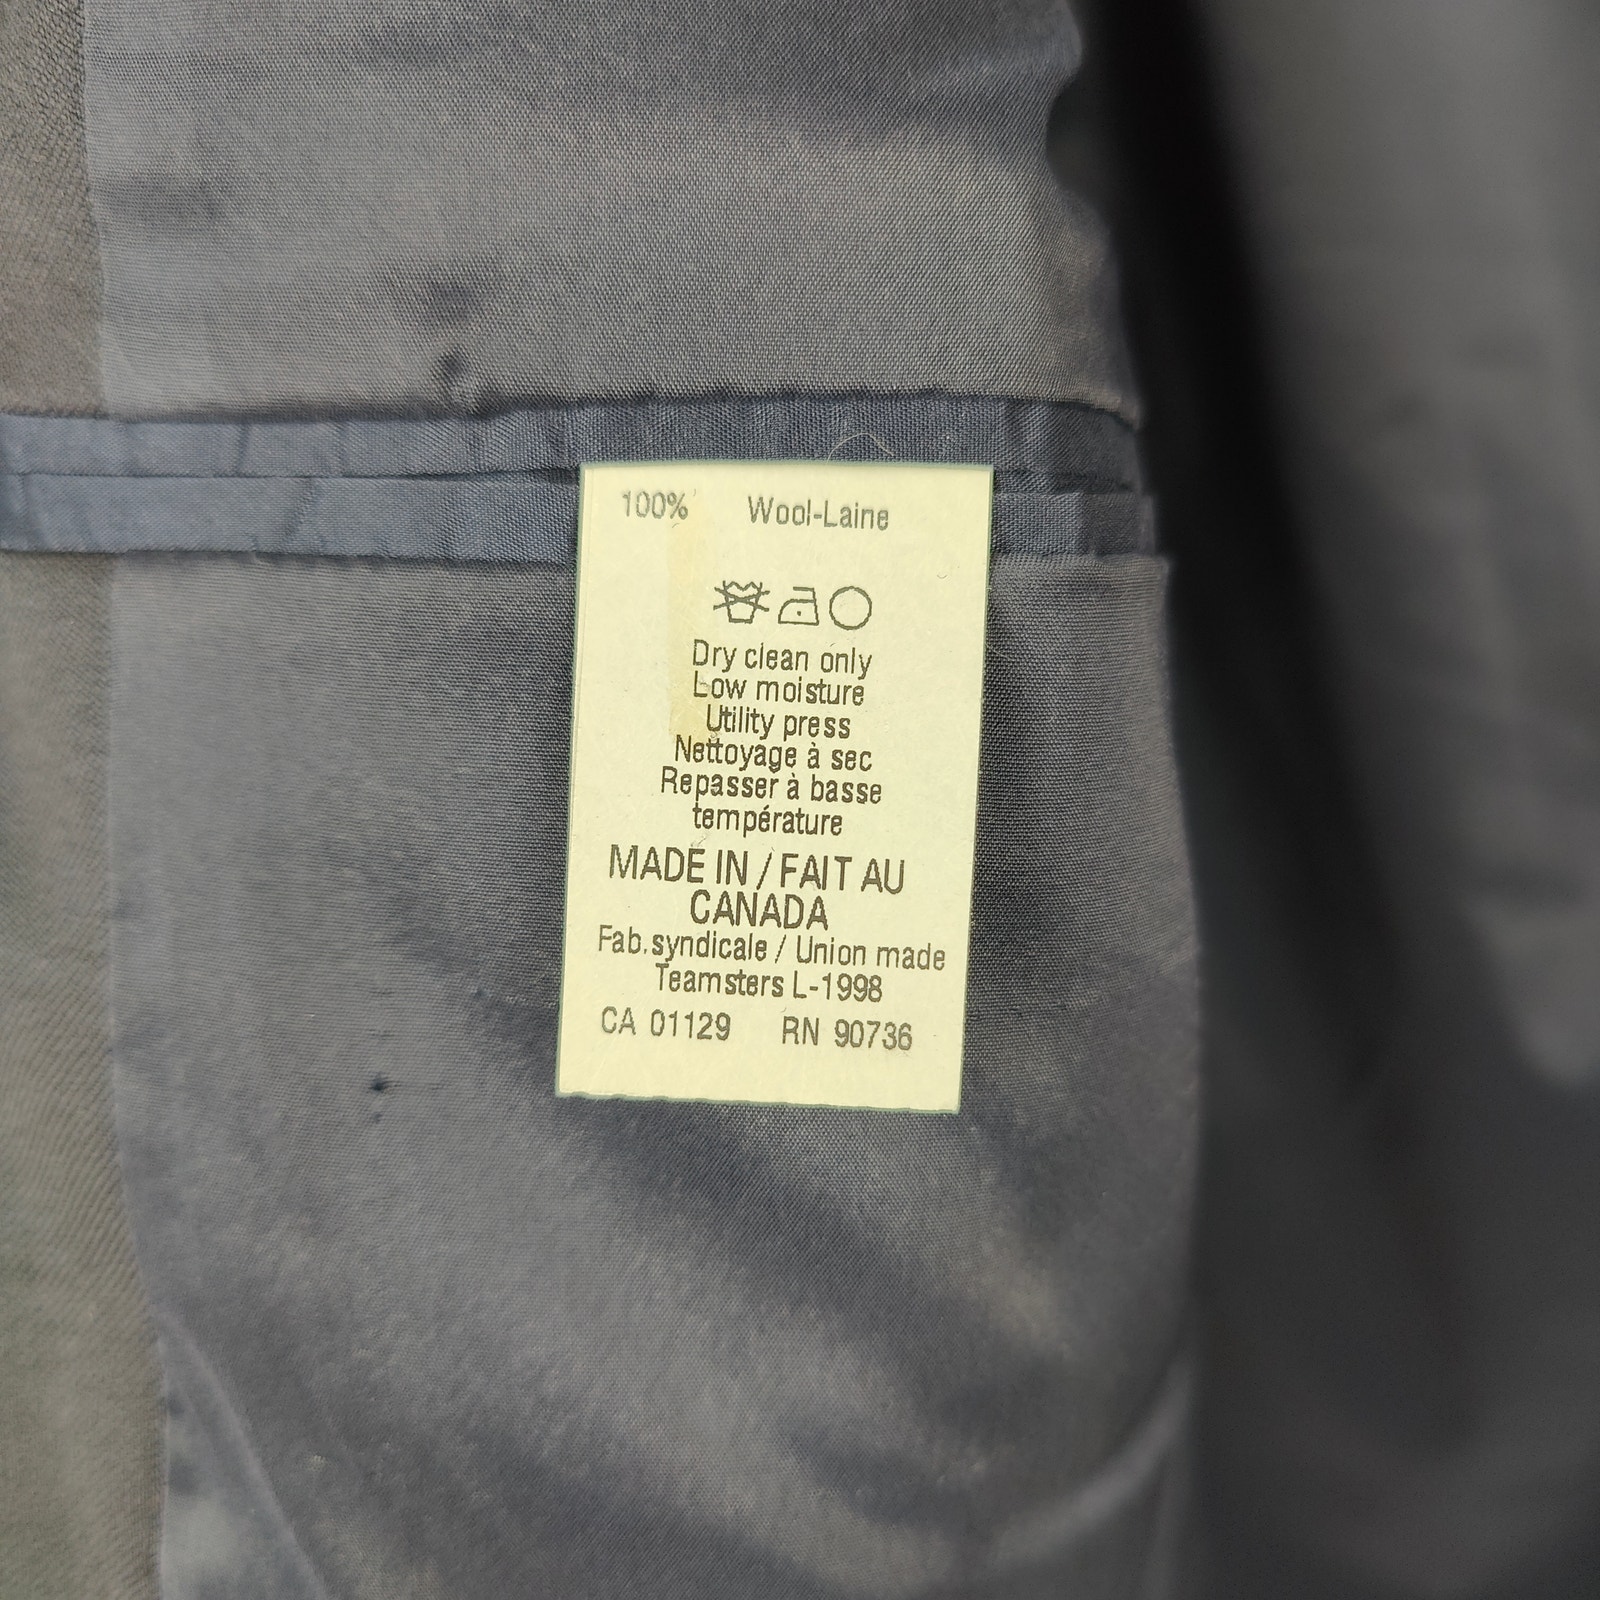 100% Wool-Laine
Dry clean only
Low moisture
Utility press
Nettoyage à sec
Repasser à basse
température
MADE IN / FAIT AU
CANADA
Fab.syndicale / Union made
Teamsters L-1998
CA 01129 RN 90736